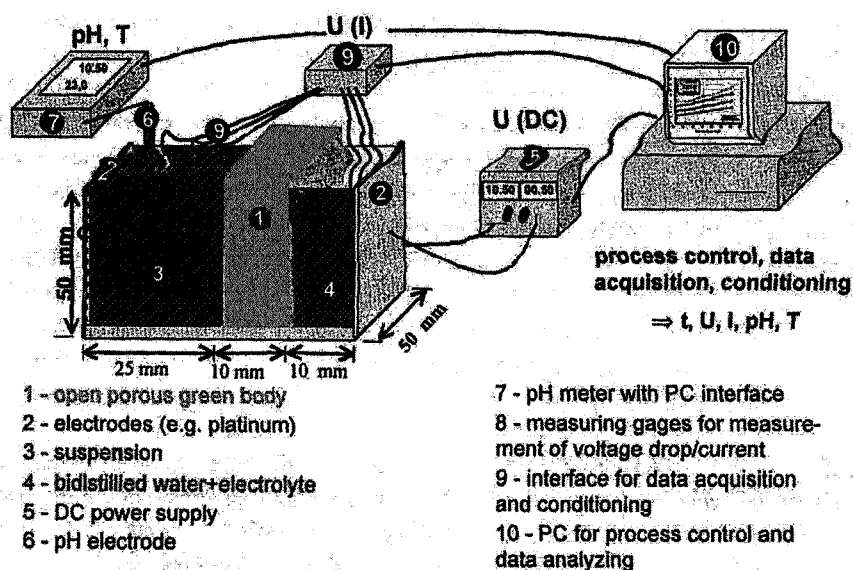 pH, T
U (I)
9
10
10:50
23,0
7
6
9
U (DC)
5
10.50 90.50
2
2
1
3
4
50 mm
50 mm
25 mm
10 mm
10 mm
process control, data
acquisition, conditioning
⇒ t, U, I, pH, T
1 - open porous green body
2 - electrodes (e.g. platinum)
3 - suspension
4 - bidistillied water+electrolyte
5 - DC power supply
6 - pH electrode
7 - pH meter with PC interface
8 - measuring gages for measure-
ment of voltage drop/current
9 - interface for data acquisition
and conditioning
10 - PC for process control and
data analyzing